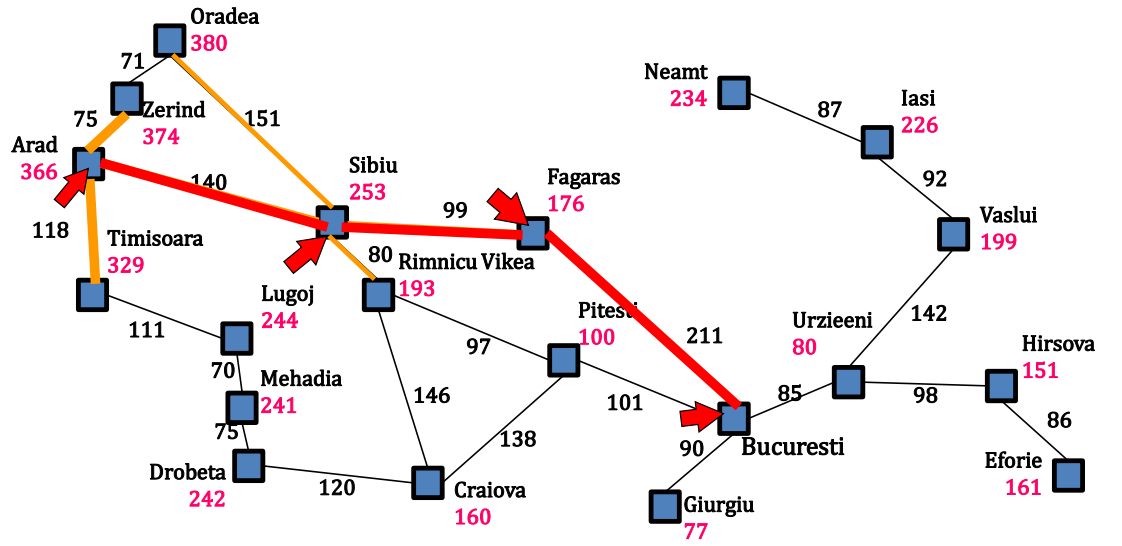 Oradea
380
71
Neamt
234
87
Iasi
226
Zerind
374
75
151
Arad
366
140
Sibiu
253
99
Fagaras
176
92
Vaslui
199
118
Timisoara
329
80
Rimnicu Vikea
193
Lugoj
244
111
Pitesti
100
97
211
Urzieeni
80
142
Hirsova
151
70
Mehadia
241
146
101
85
98
86
75
138
90
Bucuresti
Drobeta
242
120
Craiova
160
Giurgiu
77
Eforie
161